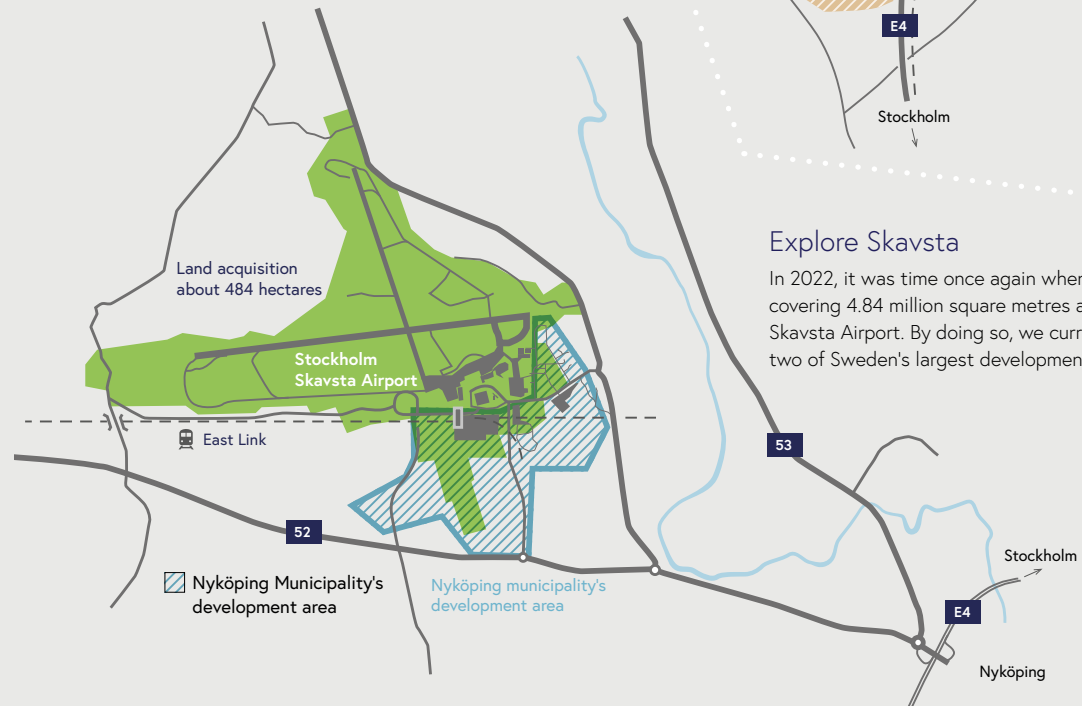 E4
Stockholm
Explore Skavsta
In 2022, it was time once again when
covering 4.84 million square metres a
Skavsta Airport. By doing so, we curr
two of Sweden's largest developmen
Land acquisition
about 484 hectares
Stockholm
Skavsta Airport
East Link
53
52
Nyköping Municipality's
development area
Nyköping municipality's
development area
Stockholm
E4
Nyköping